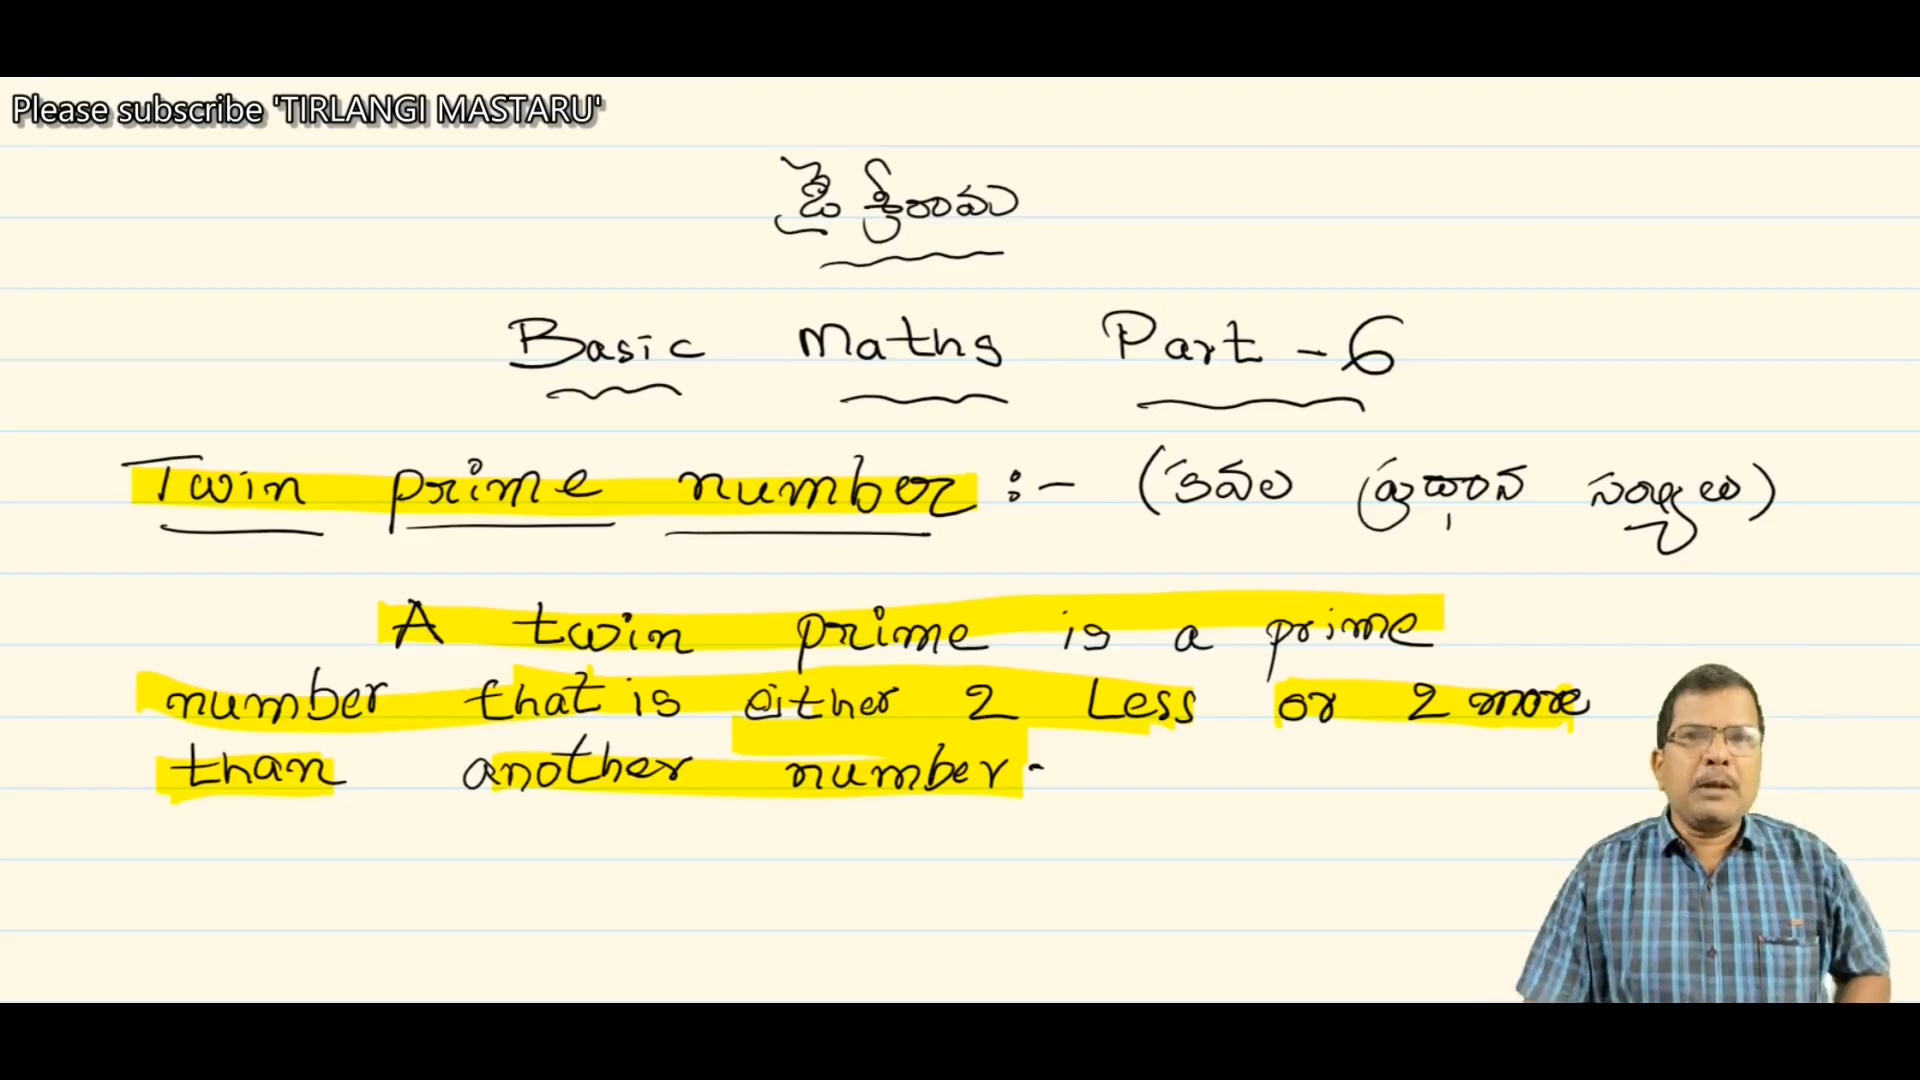 Please subscribe 'TIRLANGI MASTARU'
జై శ్రీరామ
Basic Maths Part - 6
Twin prime number :- (కవల ప్రధాన సంఖ్యలు)
A twin prime is a prime
number that is either 2 Less or 2 more
than another number.